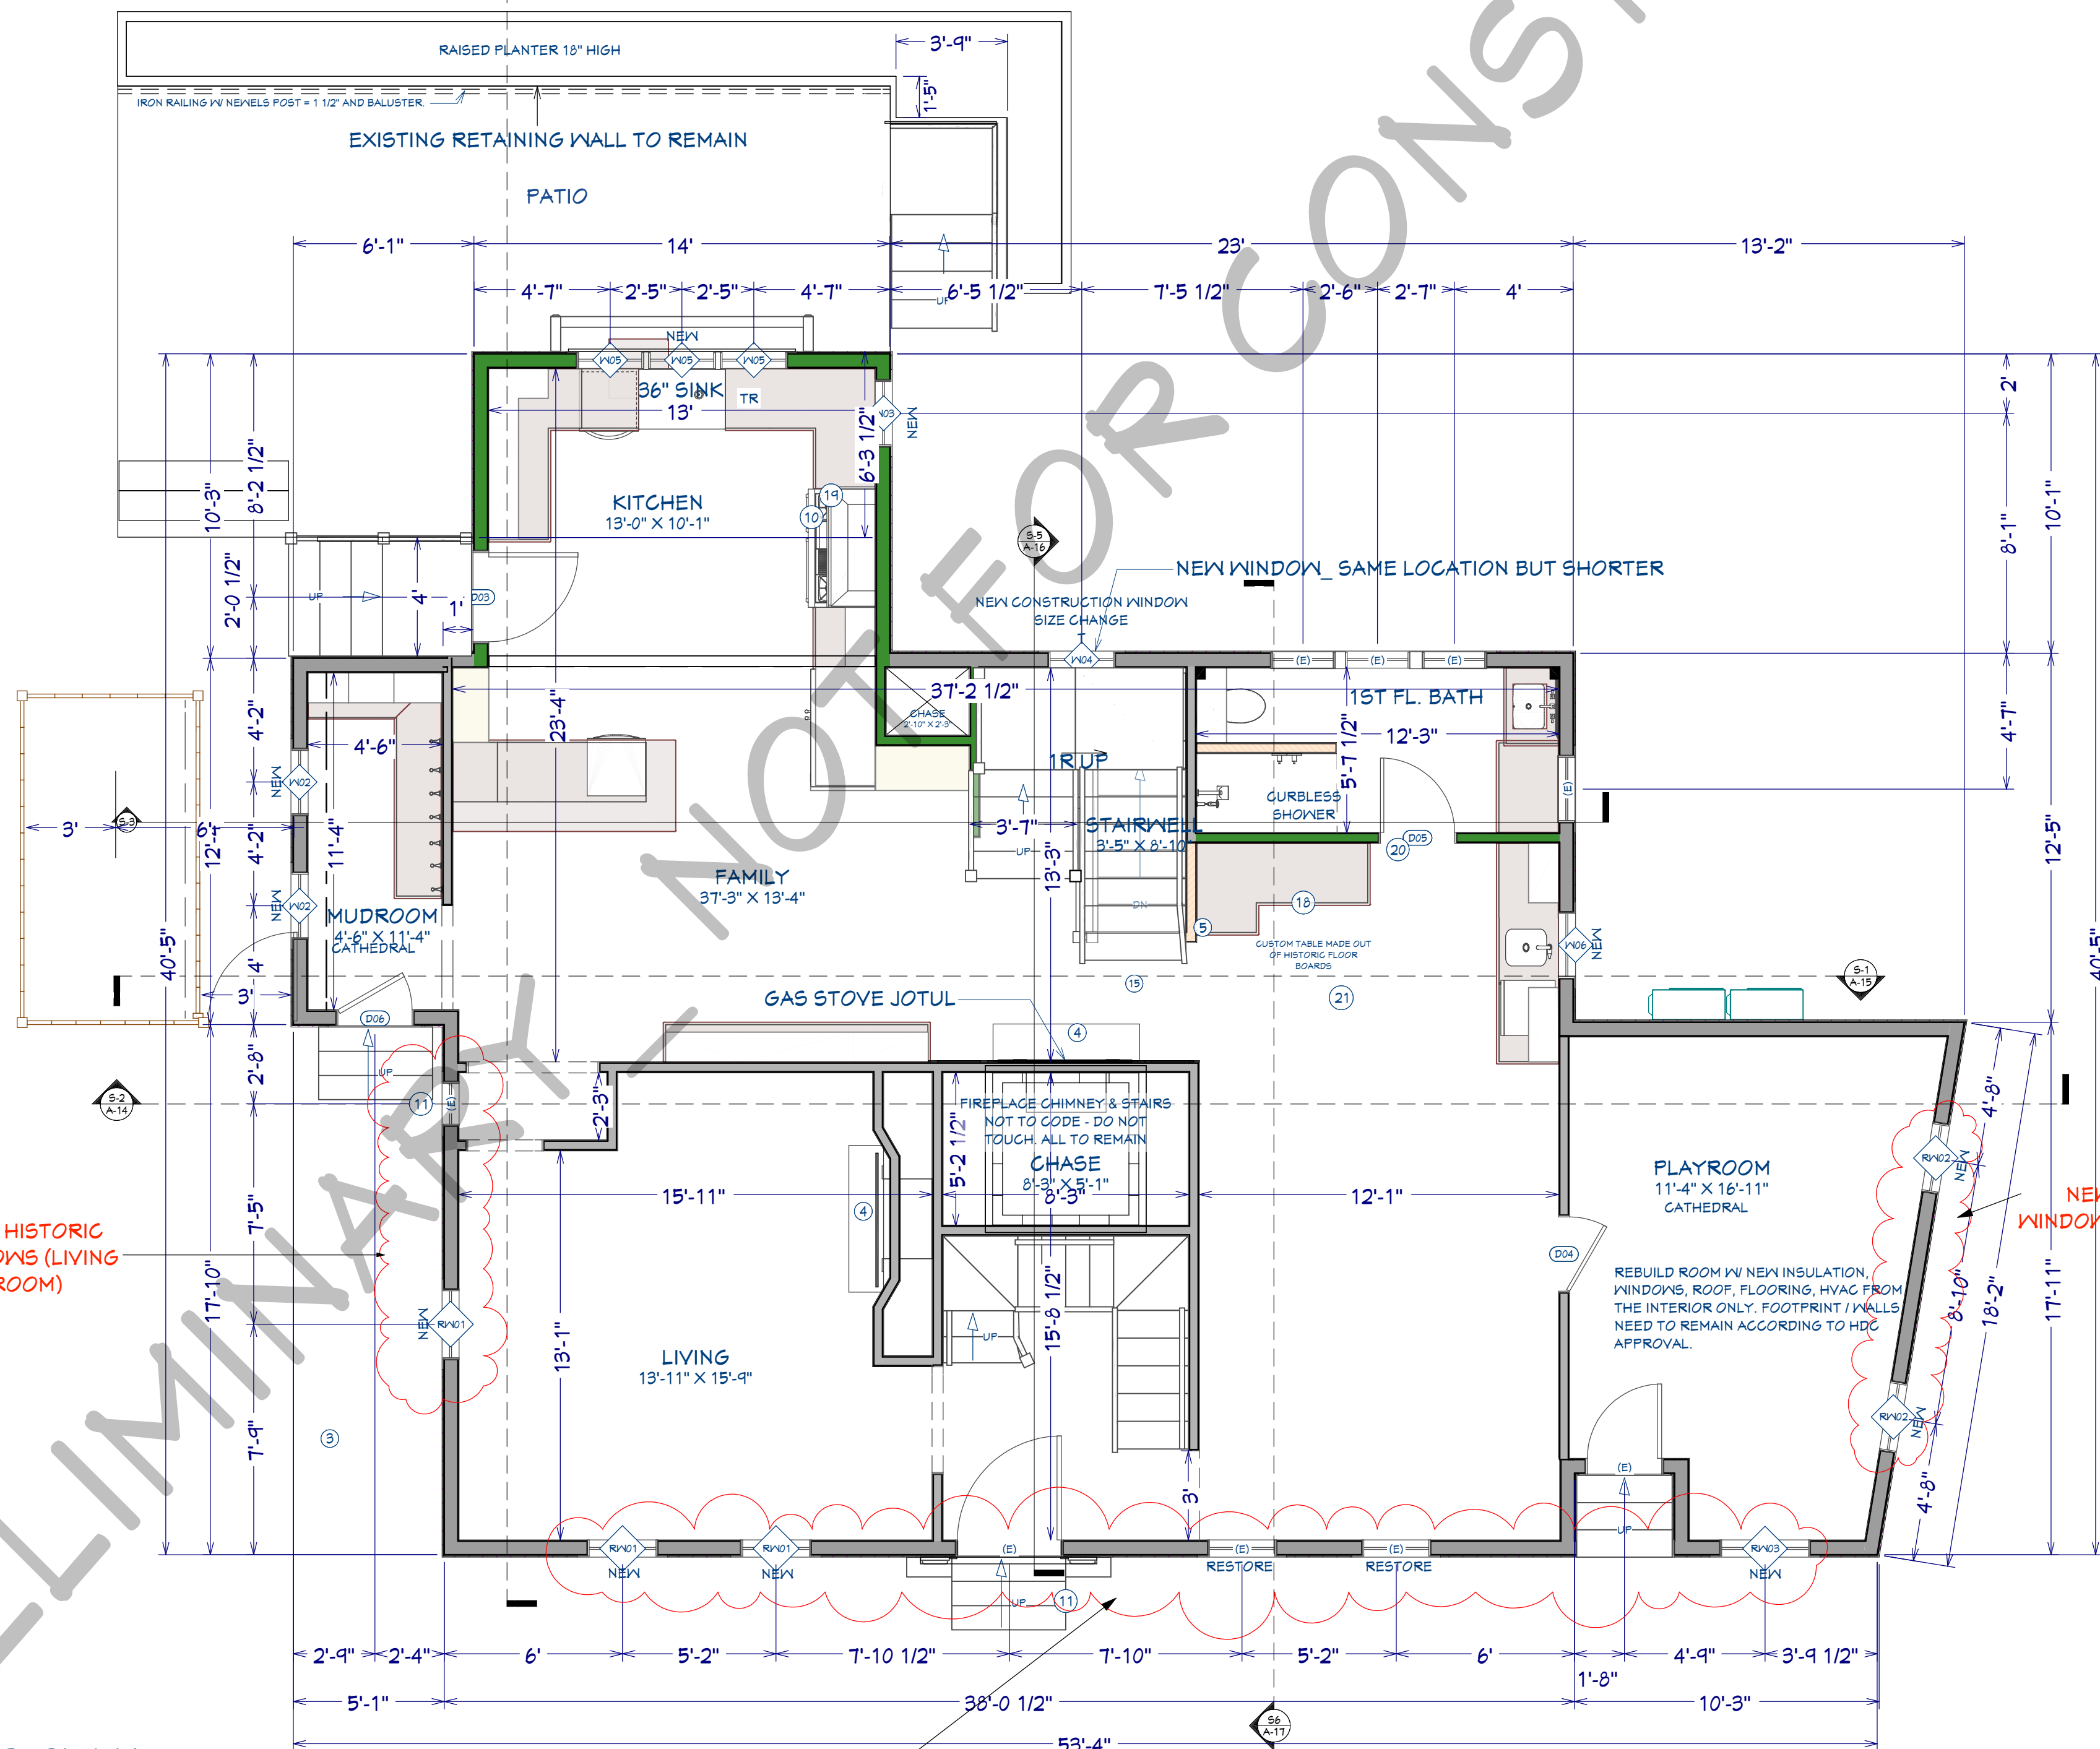 RAISED PLANTER 18" HIGH
3'-9"
1'-5"
IRON RAILING W/ NEWELS POST = 1 1/2" AND BALUSTER.
EXISTING RETAINING WALL TO REMAIN
PATIO
6'-1"
14'
23'
13'-2"
4'-7"
2'-5"
2'-5"
4'-7"
6'-5 1/2"
7'-5 1/2"
2'-6"
2'-7"
4'
UP
NEW
W05
W05
W05
36" SINK
TR
13'
W03
NEW
6'-3 1/2"
2'
10'-3"
8'-2 1/2"
KITCHEN
13'-0" X 10'-1"
19
10
S-5
A-16
8'-1"
10'-1"
NEW WINDOW_ SAME LOCATION BUT SHORTER
NEW CONSTRUCTION WINDOW
SIZE CHANGE
T
2'-0 1/2"
UP
4'
1'
D03
W04
(E)
(E)
(E)
37'-2 1/2"
1ST FL. BATH
CHASE
2'-10" X 2'-3"
23'-4"
12'-3"
5'-7 1/2"
4'-7"
4'-2"
4'-6"
1R UP
NEW
W02
CURBLESS
SHOWER
(E)
S-3
3'
6'
12'-4"
4'-2"
11'-4"
3'-7"
STAIRWELL
3'-5" X 8'-10"
UP
13'-3"
D05
20
12'-5"
FAMILY
37'-3" X 13'-4"
NEW
W02
MUDROOM
4'-6" X 11'-4"
CATHEDRAL
DN
18
5
CUSTOM TABLE MADE OUT
OF HISTORIC FLOOR
BOARDS
W06
NEW
40'-5"
4'
3'
GAS STOVE JOTUL
15
21
S-1
A-15
40'-5"
D06
4
2'-8"
UP
S-2
A-14
11
(E)
2'-3"
5'-2 1/2"
FIREPLACE CHIMNEY & STAIRS
NOT TO CODE - DO NOT
TOUCH. ALL TO REMAIN
CHASE
8'-3" X 5'-1"
8'-3"
15'-11"
12'-1"
4
PLAYROOM
11'-4" X 16'-11"
CATHEDRAL
4'-8"
RW02
NEW
7'-5"
HISTORIC
(LIVING
ROOM)
D04
REBUILD ROOM W/ NEW INSULATION,
WINDOWS, ROOF, FLOORING, HVAC FROM
THE INTERIOR ONLY. FOOTPRINT / WALLS
NEED TO REMAIN ACCORDING TO HDC
APPROVAL.
8'-10"
18'-2"
17'-11"
17'-10"
NEW
RW01
13'-1"
UP
15'-8 1/2"
LIVING
13'-11" X 15'-9"
RW02
NEW
7'-9"
3
(E)
4'-8"
3'
UP
RW01
NEW
RW01
NEW
(E)
(E)
RESTORE
(E)
RESTORE
RW03
NEW
UP
11
2'-9"
2'-4"
6'
5'-2"
7'-10 1/2"
7'-10"
5'-2"
6'
1'-8"
4'-9"
3'-9 1/2"
5'-1"
38'-0 1/2"
10'-3"
S6
A-17
53'-4"
NOT FOR